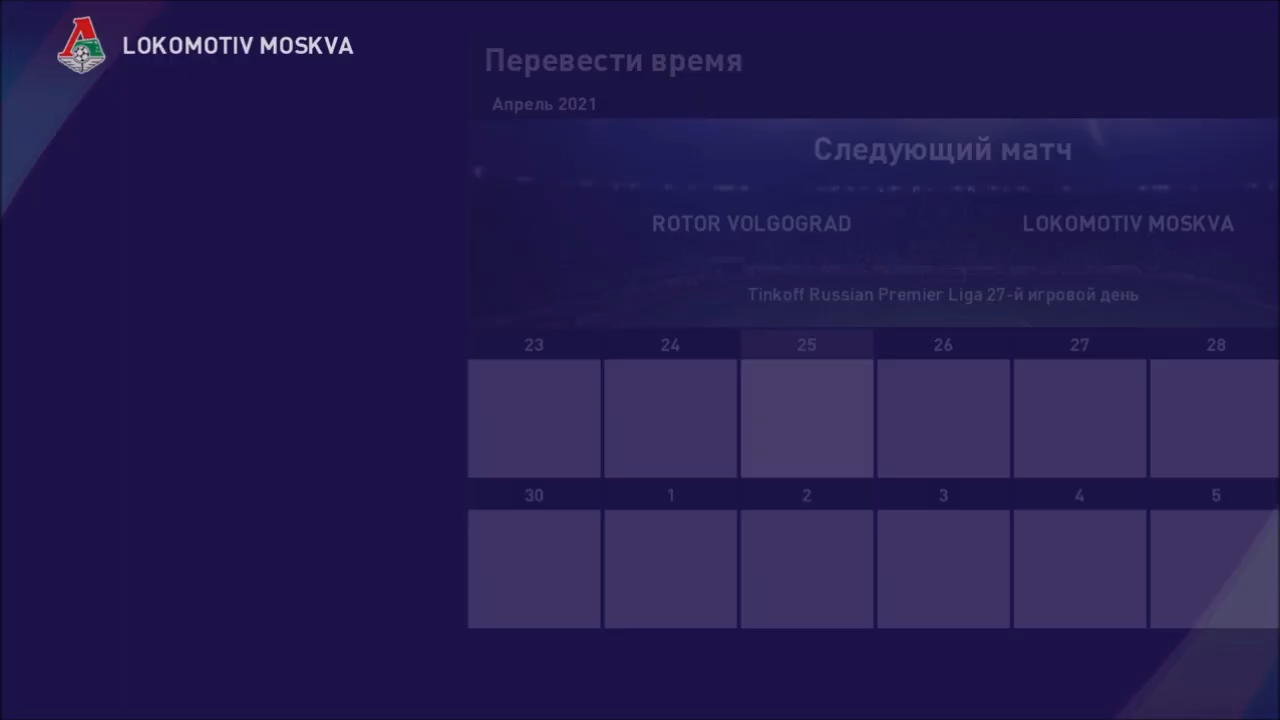 LOKOMOTIV MOSKVA
Перевести время
Апрель 2021
Следующий матч
ROTOR VOLGOGRAD LOKOMOTIV MOSKVA
Tinkoff Russian Premier Liga 27-й игровой день
23 24 25 26 27 28
30 1 2 3 4 5